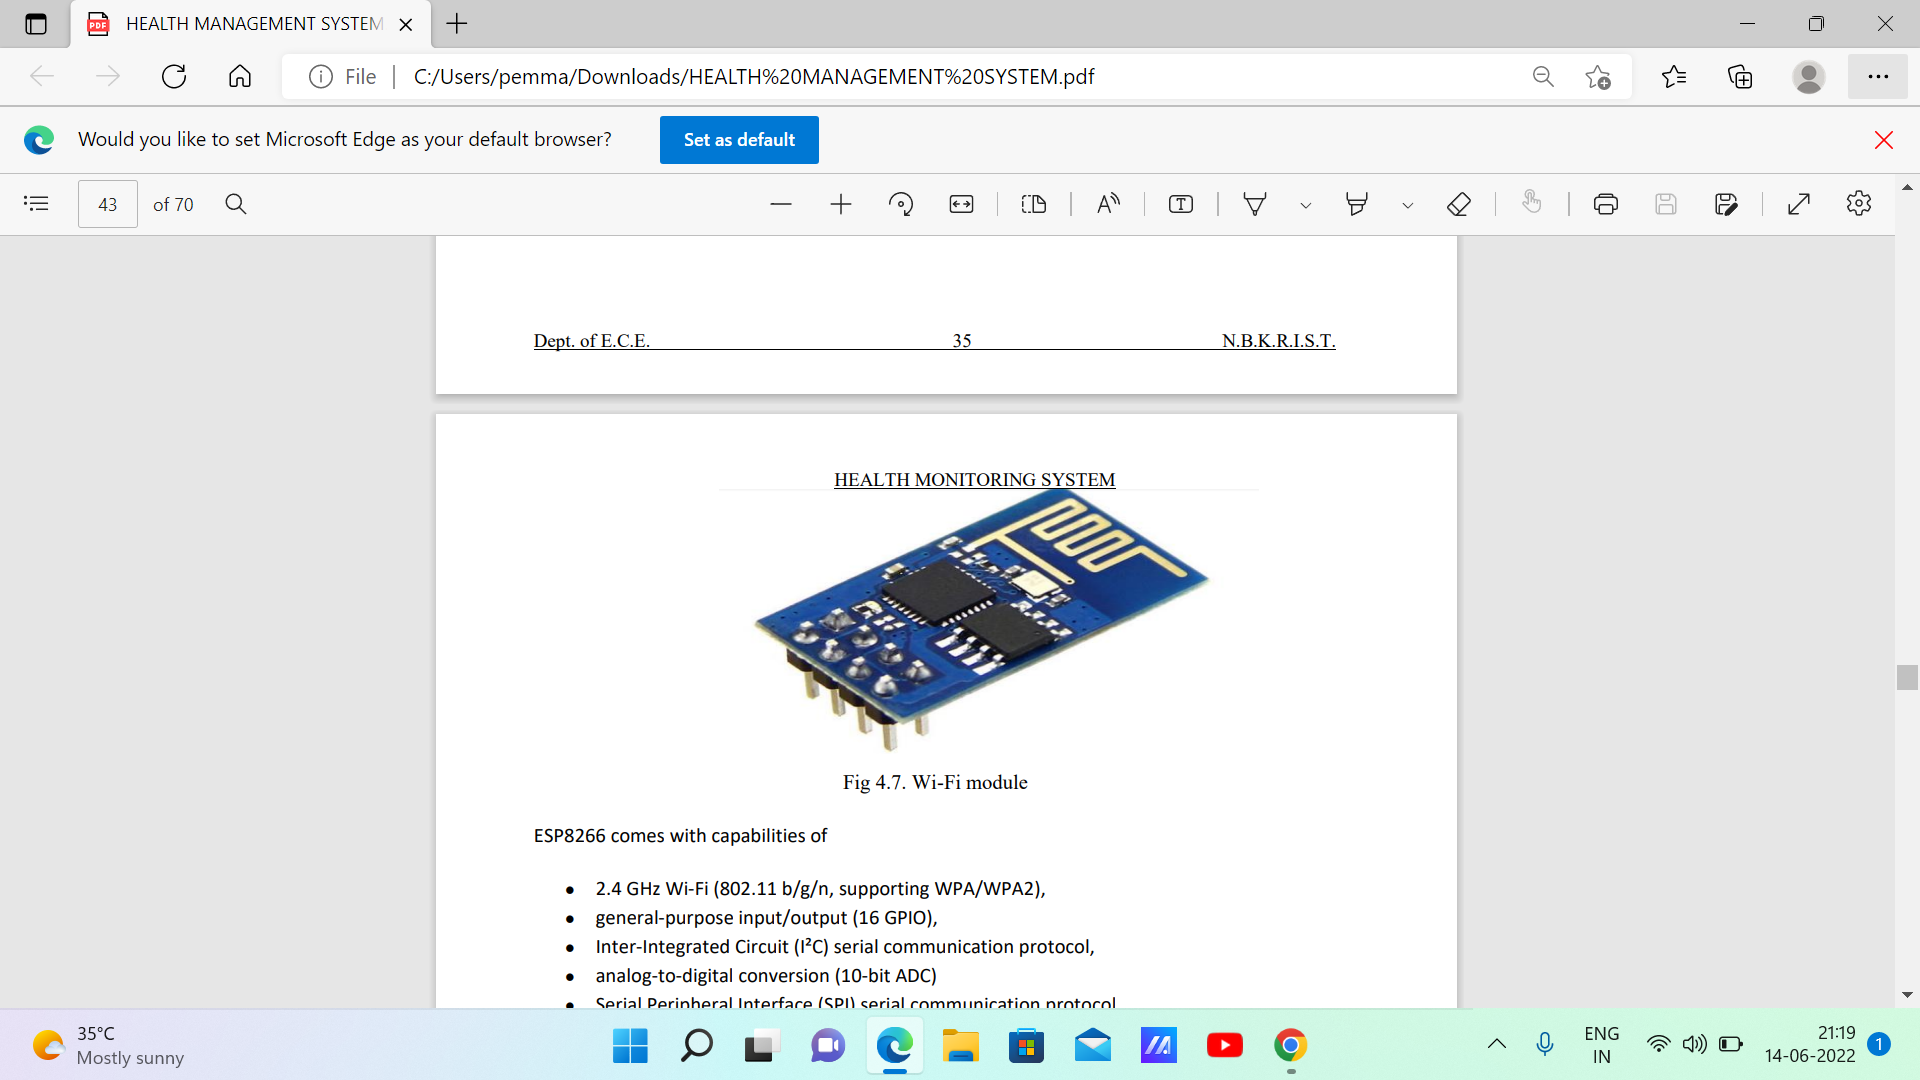 HEALTH MANAGEMENT SYSTEM
File
C:/Users/pemma/Downloads/HEALTH%20MANAGEMENT%20SYSTEM.pdf
Would you like to set Microsoft Edge as your default browser?
Set as default
43 of 70
Dept. of E.C.E. 35 N.B.K.R.I.S.T.
HEALTH MONITORING SYSTEM
Fig 4.7. Wi-Fi module
ESP8266 comes with capabilities of
• 2.4 GHz Wi-Fi (802.11 b/g/n, supporting WPA/WPA2),
• general-purpose input/output (16 GPIO),
• Inter-Integrated Circuit (I²C) serial communication protocol,
• analog-to-digital conversion (10-bit ADC)
• Serial Peripheral Interface (SPI) serial communication protocol
35°C
Mostly sunny
ENG
IN
21:19
14-06-2022
1